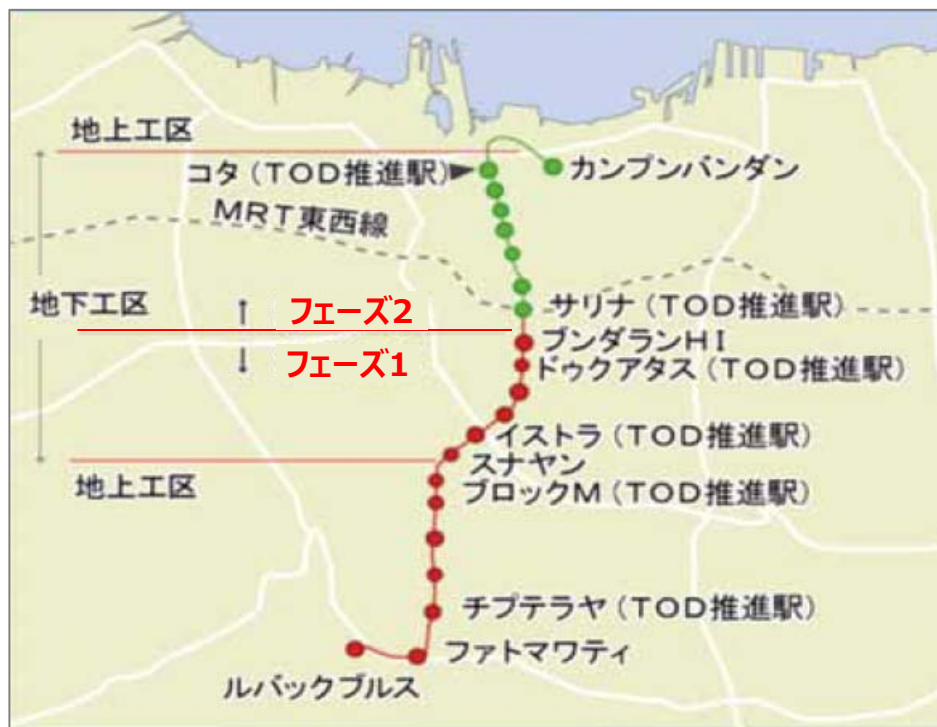 地上工区
コタ（TOD推進駅）
カンプンバンダン
MRT東西線
地下工区
フェーズ2
サリナ（TOD推進駅）
ブンダランHI
フェーズ1
ドゥクアタス（TOD推進駅）
イストラ（TOD推進駅）
スナヤン
地上工区
ブロックM（TOD推進駅）
チプテラヤ（TOD推進駅）
ファトマワティ
ルバックブルス